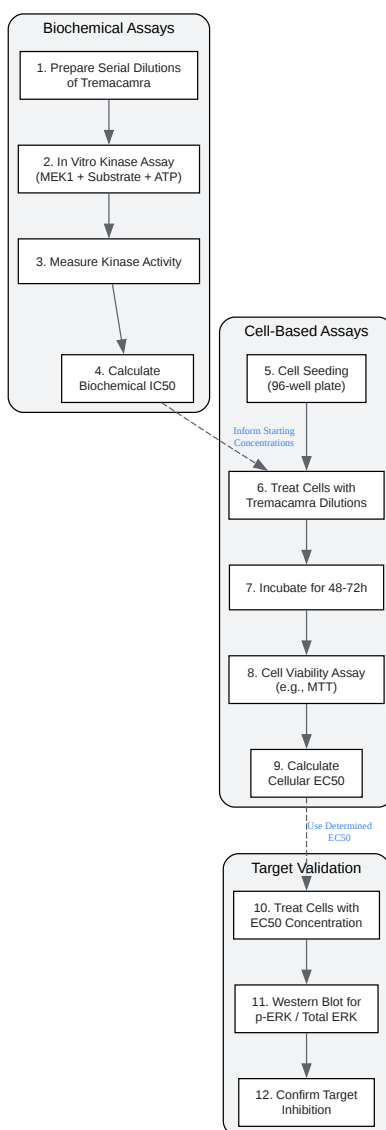 Biochemical Assays
1. Prepare Serial Dilutions
of Tremacamra
2. In Vitro Kinase Assay
(MEK1 + Substrate + ATP)
3. Measure Kinase Activity
4. Calculate
Biochemical IC50
Cell-Based Assays
5. Cell Seeding
(96-well plate)
Inform Starting
Concentrations
6. Treat Cells with
Tremacamra Dilutions
7. Incubate for 48-72h
8. Cell Viability Assay
(e.g., MTT)
9. Calculate
Cellular EC50
Use Determined
EC50
Target Validation
10. Treat Cells with
EC50 Concentration
11. Western Blot for
p-ERK / Total ERK
12. Confirm Target
Inhibition